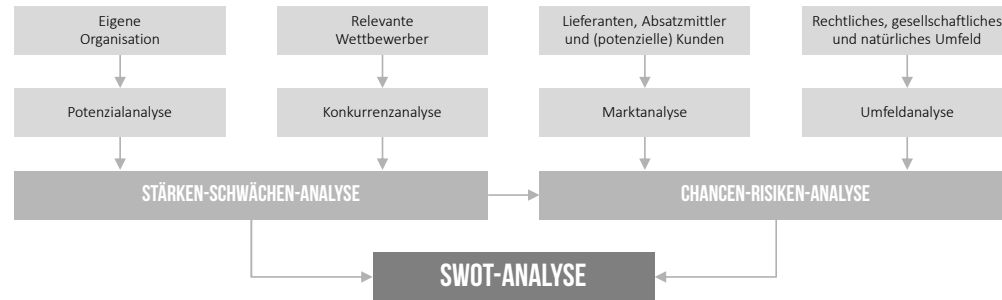 Eigene
Organisation
Relevante
Wettbewerber
Lieferanten, Absatzmittler
und (potenzielle) Kunden
Rechtliches, gesellschaftliches
und natürliches Umfeld
Potenzialanalyse
Konkurrenzanalyse
Marktanalyse
Umfeldanalyse
STÄRKEN-SCHWÄCHEN-ANALYSE
CHANCEN-RISIKEN-ANALYSE
SWOT-ANALYSE